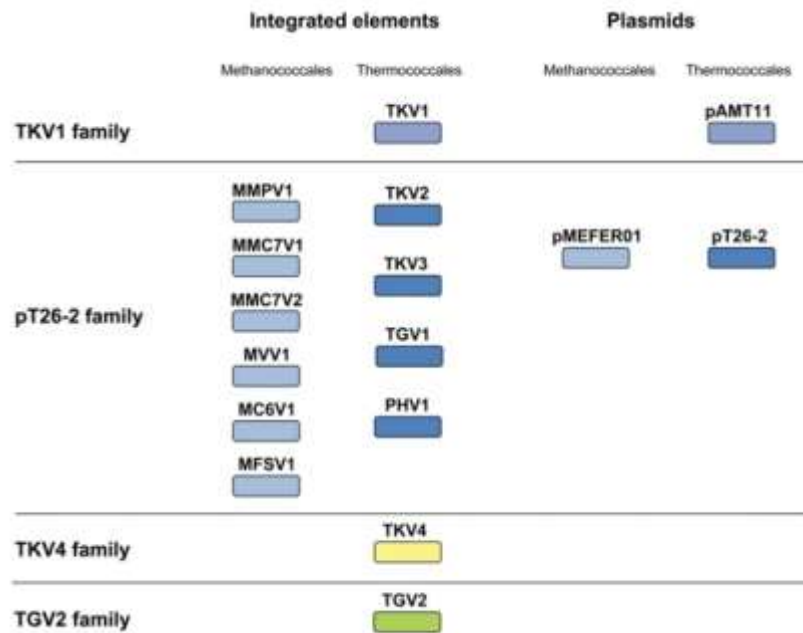 Integrated elements Plasmids
Methanococcales Thermococcales Methanococcales Thermococcales
TKV1 pAMT11
TKV1 family
MMPV1 TKV2
MMC7V1 pMEFER01 pT26-2
TKV3
MMC7V2
pT26-2 family
MVV1 TGV1
MC6V1 PHV1
MFSV1
TKV4
TKV4 family
TGV2
TGV2 family